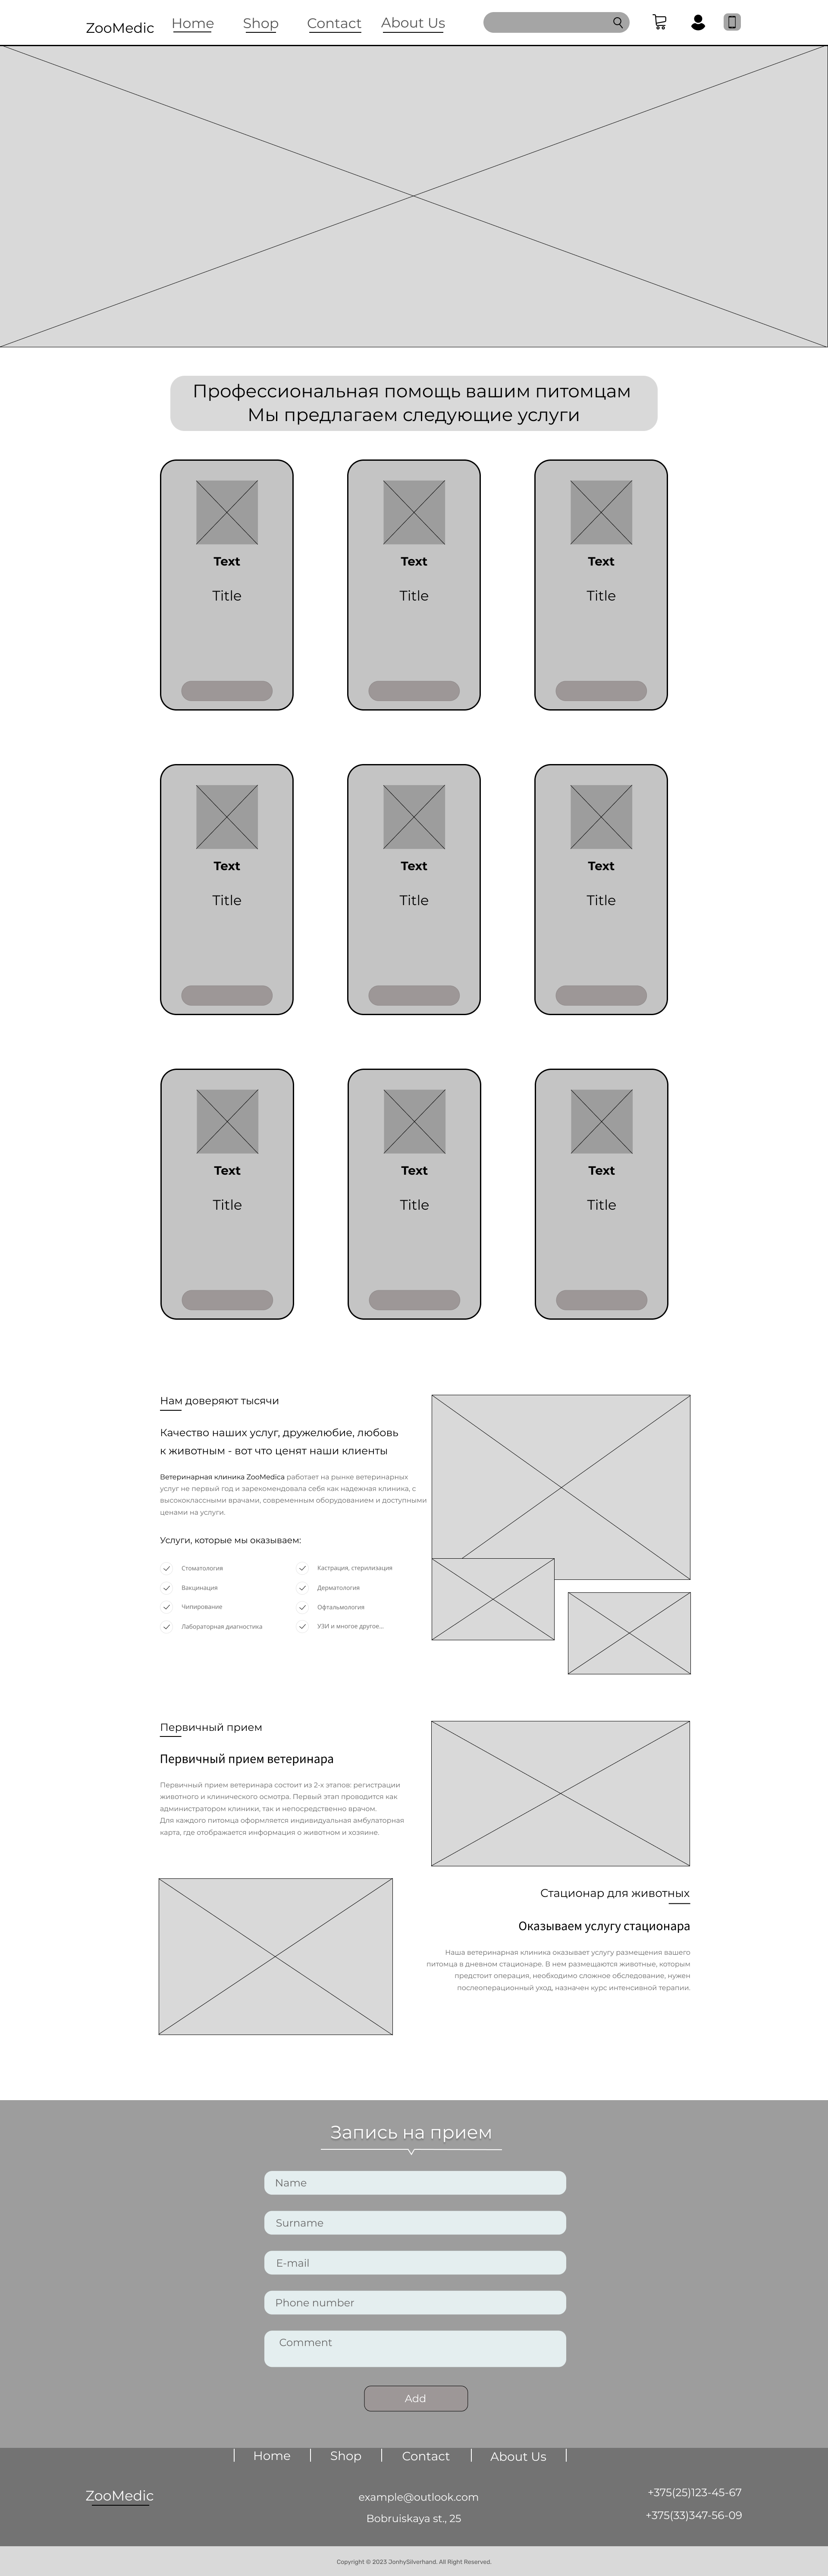 ZooMedic Home Shop Contact About Us
Профессиональная помощь вашим питомцам
Мы предлагаем следующие услуги
Text Text Text
Title Title Title
Text Text Text
Title Title Title
Text Text Text
Title Title Title
Нам доверяют тысячи
Качество наших услуг, дружелюбие, любовь
к животным - вот что ценят наши клиенты
Ветеринарная клиника ZooMedica работает на рынке ветеринарных
услуг не первый год и зарекомендовала себя как надежная клиника, с
высококлассными врачами, современным оборудованием и доступными
ценами на услуги.
Услуги, которые мы оказываем:
Стоматология Кастрация, стерилизация
Вакцинация Дерматология
Чипирование Офтальмология
Лабораторная диагностика УЗИ и многое другое...
Первичный прием
Первичный прием ветеринара
Первичный прием ветеринара состоит из 2-х этапов: регистрации
животного и клинического осмотра. Первый этап проводится как
администратором клиники, так и непосредственно врачом.
Для каждого питомца оформляется индивидуальная амбулаторная
карта, где отображается информация о животном и хозяине.
Стационар для животных
Оказываем услугу стационара
Наша ветеринарная клиника оказывает услугу размещения вашего
питомца в дневном стационаре. В нем размещаются животные, которым
предстоит операция, необходимо сложное обследование, нужен
послеоперационный уход, назначен курс интенсивной терапии.
Запись на прием
Name
Surname
E-mail
Phone number
Comment
Add
Home Shop Contact About Us
ZooMedic
example@outlook.com
Bobruiskaya st., 25
+375(25)123-45-67
+375(33)347-56-09
Copyright © 2023 JonhySilverhand. All Right Reserved.